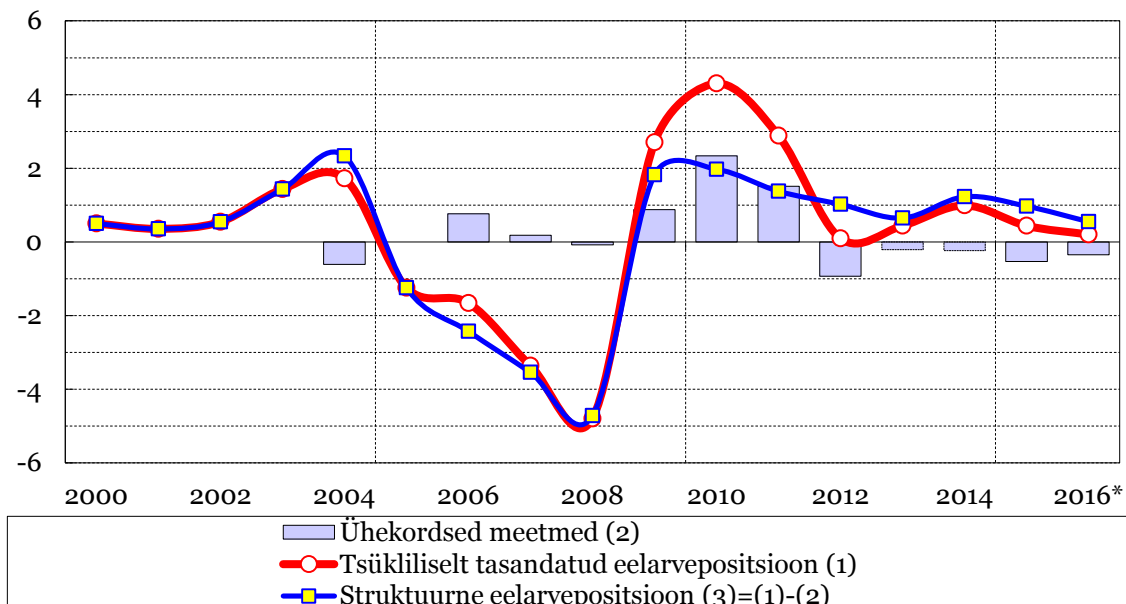 6
4
2
0
-2
-4
-6
2000 2002 2004 2006 2008 2010 2012 2014 2016*
Ühekordsed meetmed (2)
Tsükliliselt tasandatud eelarvepositsioon (1)
Struktuurne eelarvepositsioon (3)=(1)-(2)